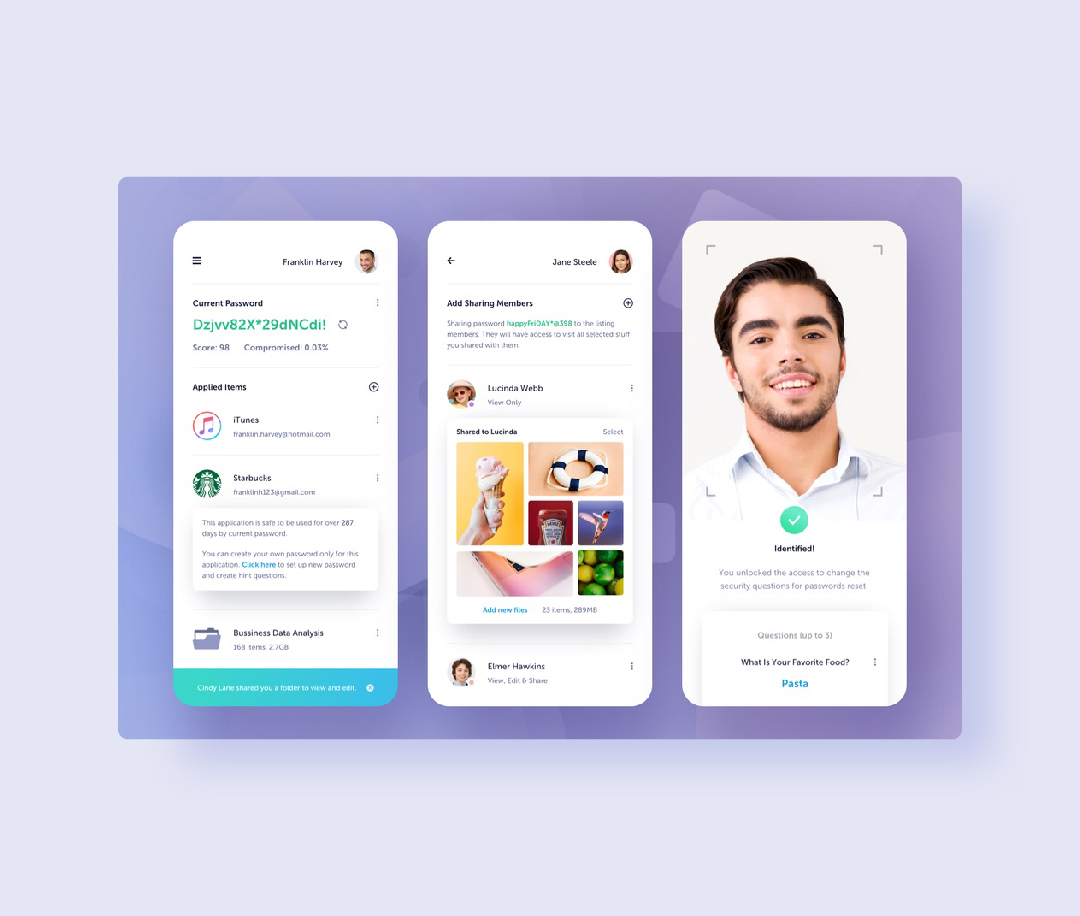 Franklin Harvey
Current Password
Dzjvv82X*29dNCdi!
Score: 98 Compromised: 0.03%
Applied Items
iTunes
franklin.harvey@hotmail.com
Starbucks
franklinh123@gmail.com
This application is safe to be used for over 287
days by current password.
You can create your own password only for this
application. Click here to set up new password
and create hint questions.
Bussiness Data Analysis
168 items, 2.7GB
Cindy Lane shared you a folder to view and edit.
Jane Steele
Add Sharing Members
Sharing password happyFriDAY*@398 to the listing
members. They will have access to visit all selected stuff
you shared with them.
Lucinda Webb
View Only
Shared to Lucinda Select
HEINZ
Add new files 23 items, 289MB
Elmer Hawkins
View, Edit & Share
Identified!
You unlocked the access to change the
security questions for passwords reset
Questions (up to 3)
What Is Your Favorite Food?
Pasta